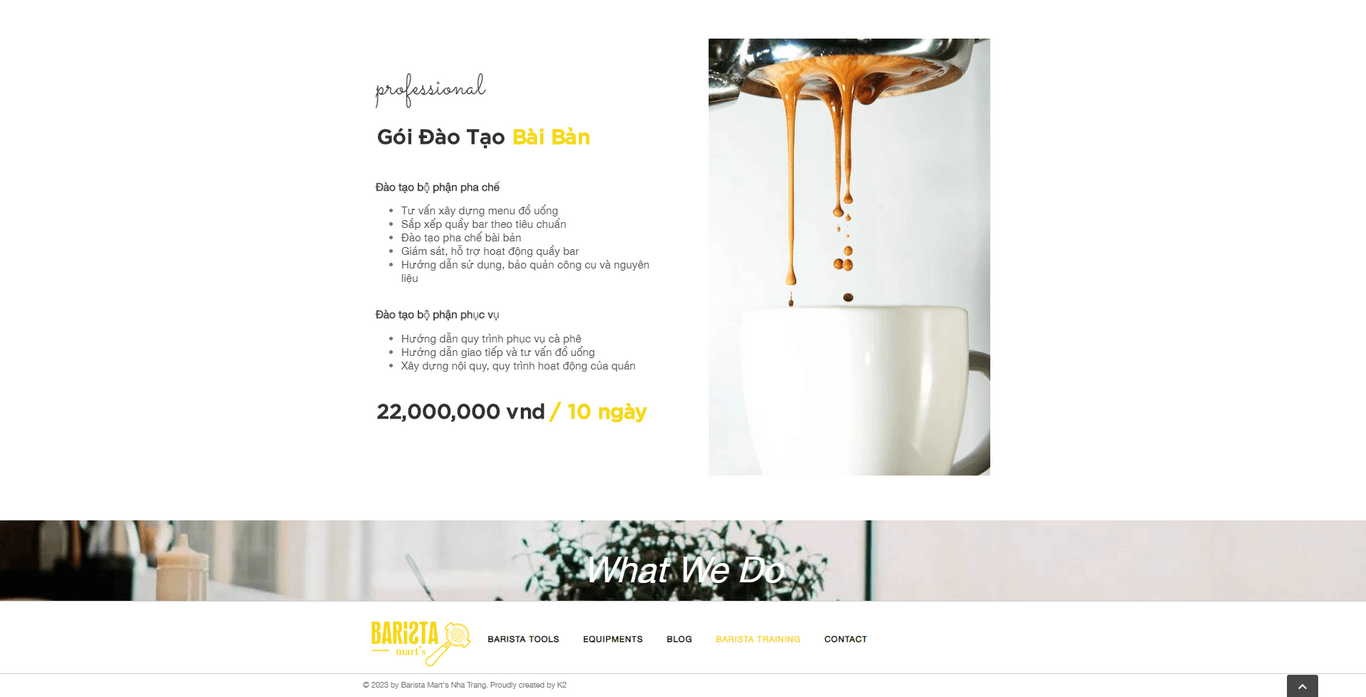 professional
Gói Đào Tạo Bài Bản
Đào tạo bộ phận pha chế
Tư vấn xây dựng menu đồ uống
Sắp xếp quầy bar theo tiêu chuẩn
Đào tạo pha chế bài bản
Giám sát, hỗ trợ hoạt động quầy bar
Hướng dẫn sử dụng, bảo quản công cụ và nguyên
liệu
Đào tạo bộ phận phục vụ
Hướng dẫn quy trình phục vụ cà phê
Hướng dẫn giao tiếp và tư vấn đồ uống
Xây dựng nội quy, quy trình hoạt động của quán
22,000,000 vnd / 10 ngày
What We Do
BARISTA
mart's
BARISTA TOOLS EQUIPMENTS BLOG BARISTA TRAINING CONTACT
© 2023 by Barista Mart's Nha Trang. Proudly created by K2